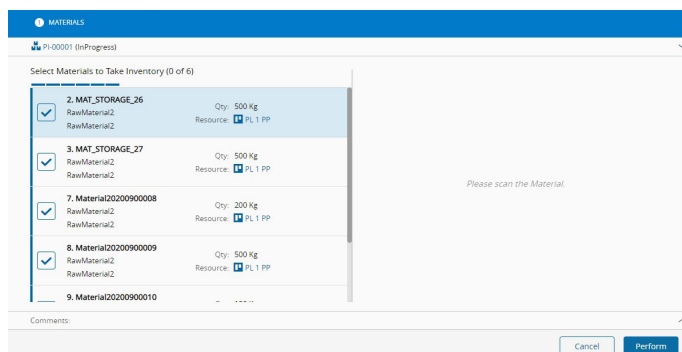 1 MATERIALS
PI-00001 (InProgress)
Select Materials to Take Inventory (0 of 6)
2. MAT_STORAGE_26
RawMaterial2
RawMaterial2
Qty: 500 Kg
Resource: PL 1 PP
3. MAT_STORAGE_27
RawMaterial2
RawMaterial2
Qty: 500 Kg
Resource: PL 1 PP
7. Material20200900008
RawMaterial2
RawMaterial2
Qty: 200 Kg
Resource: PL 1 PP
8. Material20200900009
RawMaterial2
RawMaterial2
Qty: 500 Kg
Resource: PL 1 PP
9. Material20200900010
Please scan the Material.
Comments:
Cancel
Perform